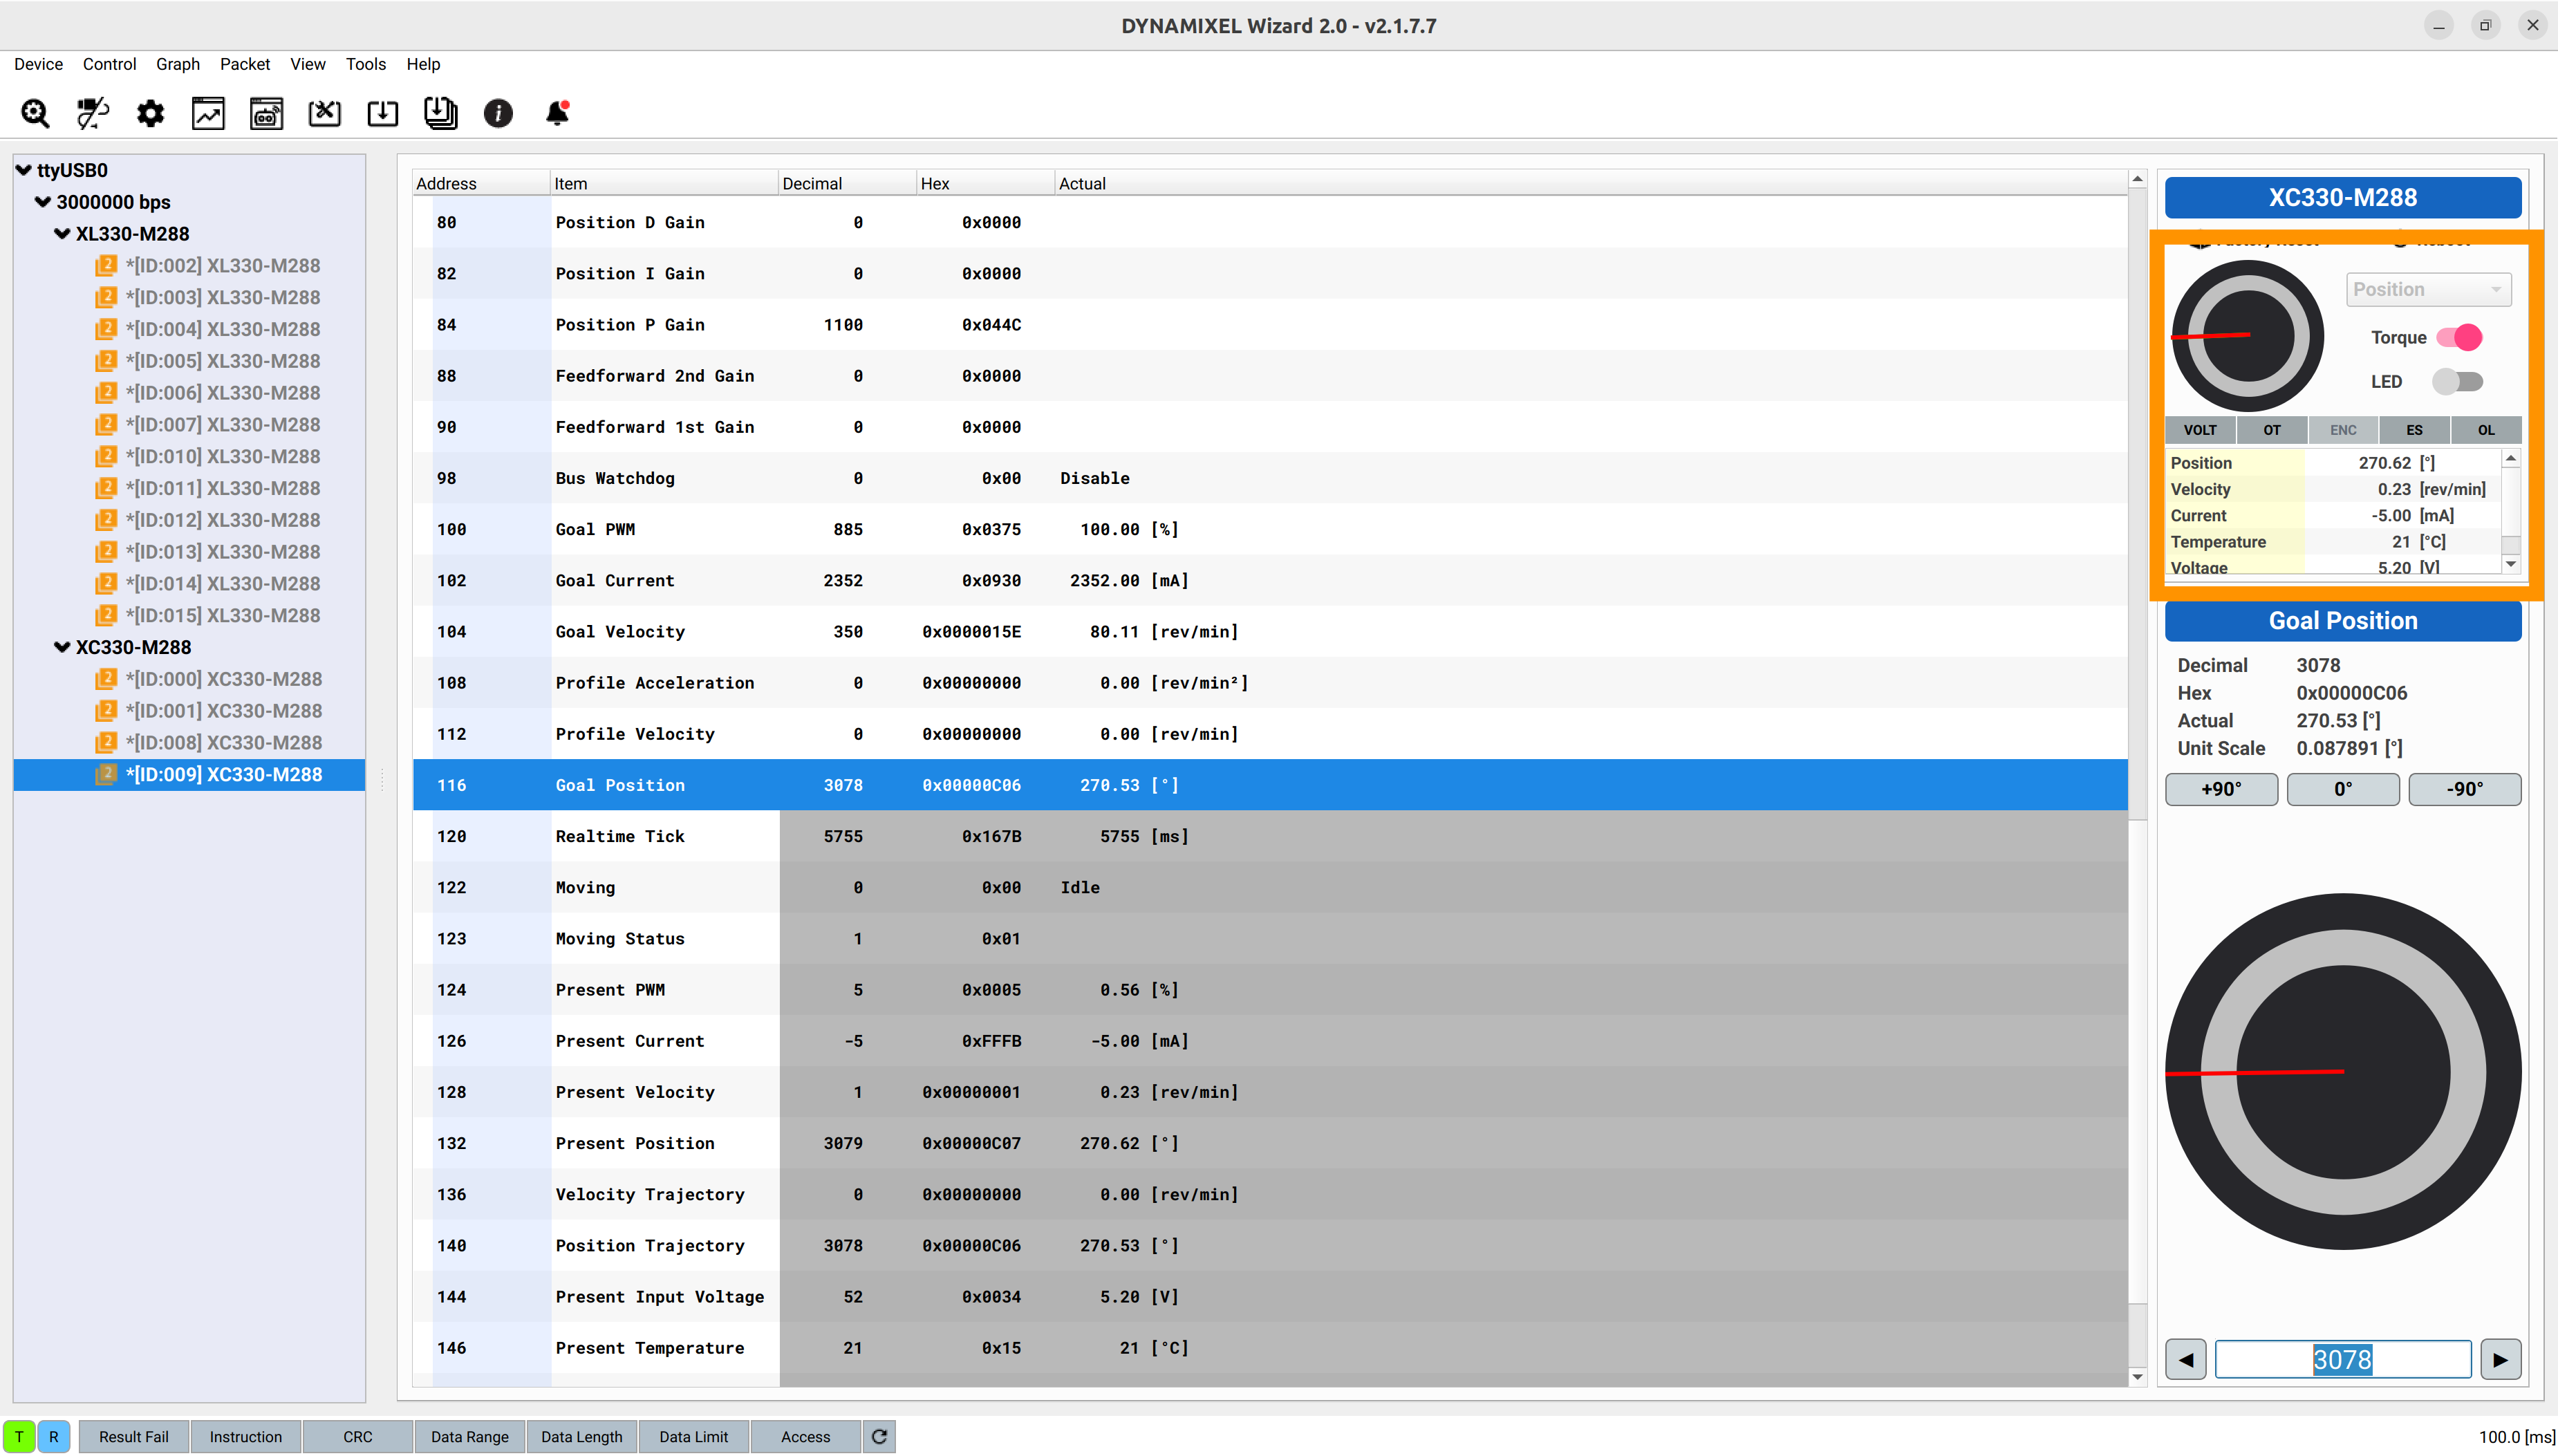 DYNAMIXEL Wizard 2.0 - v2.1.7.7
Device Control Graph Packet View Tools Help
ttyUSB0
3000000 bps
XL330-M288
2 *[ID:002] XL330-M288
2 *[ID:003] XL330-M288
2 *[ID:004] XL330-M288
2 *[ID:005] XL330-M288
2 *[ID:006] XL330-M288
2 *[ID:007] XL330-M288
2 *[ID:010] XL330-M288
2 *[ID:011] XL330-M288
2 *[ID:012] XL330-M288
2 *[ID:013] XL330-M288
2 *[ID:014] XL330-M288
2 *[ID:015] XL330-M288
XC330-M288
2 *[ID:000] XC330-M288
2 *[ID:001] XC330-M288
2 *[ID:008] XC330-M288
2 *[ID:009] XC330-M288
Address Item Decimal Hex Actual
80 Position D Gain 0 0x0000
82 Position I Gain 0 0x0000
84 Position P Gain 1100 0x044C
88 Feedforward 2nd Gain 0 0x0000
90 Feedforward 1st Gain 0 0x0000
98 Bus Watchdog 0 0x00 Disable
100 Goal PWM 885 0x0375 100.00 [%]
102 Goal Current 2352 0x0930 2352.00 [mA]
104 Goal Velocity 350 0x0000015E 80.11 [rev/min]
108 Profile Acceleration 0 0x00000000 0.00 [rev/min²]
112 Profile Velocity 0 0x00000000 0.00 [rev/min]
116 Goal Position 3078 0x00000C06 270.53 [°]
120 Realtime Tick 5755 0x167B 5755 [ms]
122 Moving 0 0x00 Idle
123 Moving Status 1 0x01
124 Present PWM 5 0x0005 0.56 [%]
126 Present Current -5 0xFFFB -5.00 [mA]
128 Present Velocity 1 0x00000001 0.23 [rev/min]
132 Present Position 3079 0x00000C07 270.62 [°]
136 Velocity Trajectory 0 0x00000000 0.00 [rev/min]
140 Position Trajectory 3078 0x00000C06 270.53 [°]
144 Present Input Voltage 52 0x0034 5.20 [V]
146 Present Temperature 21 0x15 21 [°C]
XC330-M288
Position
Torque
LED
VOLT OT ENC ES OL
Position 270.62 [°]
Velocity 0.23 [rev/min]
Current -5.00 [mA]
Temperature 21 [°C]
Voltage 5.20 [V]
Goal Position
Decimal 3078
Hex 0x00000C06
Actual 270.53 [°]
Unit Scale 0.087891 [°]
+90° 0° -90°
3078
T R Result Fail Instruction CRC Data Range Data Length Data Limit Access 100.0 [ms]